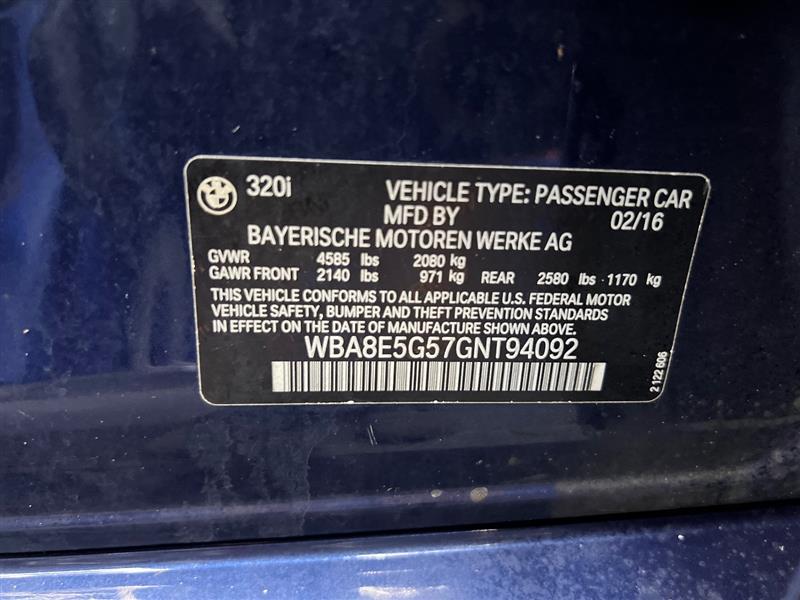 320i VEHICLE TYPE: PASSENGER CAR
MFD BY 02/16
BAYERISCHE MOTOREN WERKE AG
GVWR 4585 lbs 2080 kg
GAWR FRONT 2140 lbs 971 kg REAR 2580 lbs 1170 kg
THIS VEHICLE CONFORMS TO ALL APPLICABLE U.S. FEDERAL MOTOR
VEHICLE SAFETY, BUMPER AND THEFT PREVENTION STANDARDS
IN EFFECT ON THE DATE OF MANUFACTURE SHOWN ABOVE.
WBA8E5G57GNT94092
2 122 606